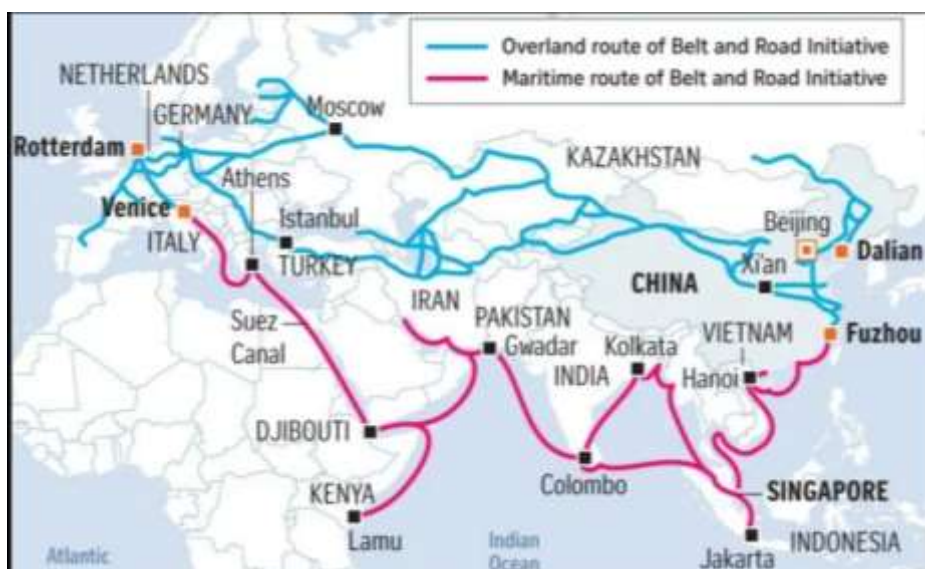 Overland route of Belt and Road Initiative
Maritime route of Belt and Road Initiative
NETHERLANDS
GERMANY
Moscow
Rotterdam
KAZAKHSTAN
Athens
Venice
Istanbul
Beijing
ITALY
Dalian
TURKEY
Xi'an
CHINA
IRAN
PAKISTAN
VIETNAM
Fuzhou
Suez
Canal
Gwadar
Kolkata
INDIA
Hanoi
DJIBOUTI
Colombo
SINGAPORE
KENYA
Lamu
Indian
Ocean
INDONESIA
Jakarta
Atlantic